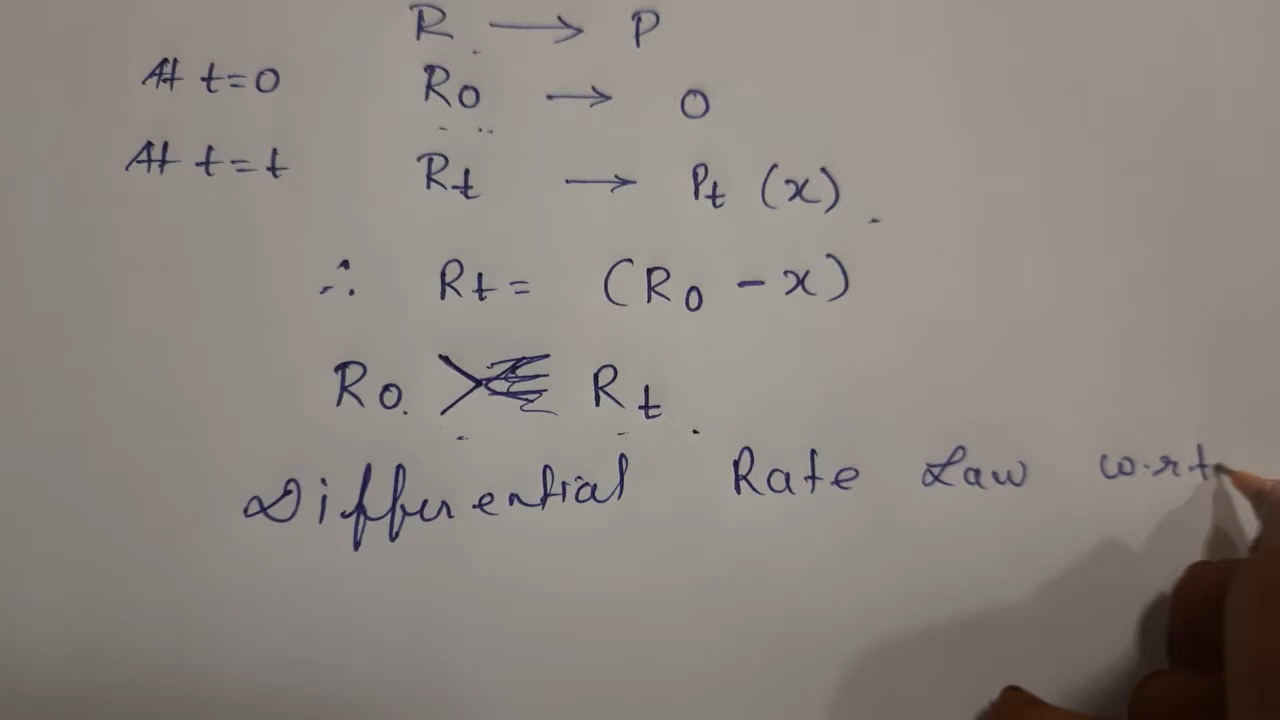 R → P
At t=0 R₀ → 0
At t=t Rt → Pt (x)
∴ Rt = (R₀ - x)
R₀ > Rt
Differential Rate Law w.r.t